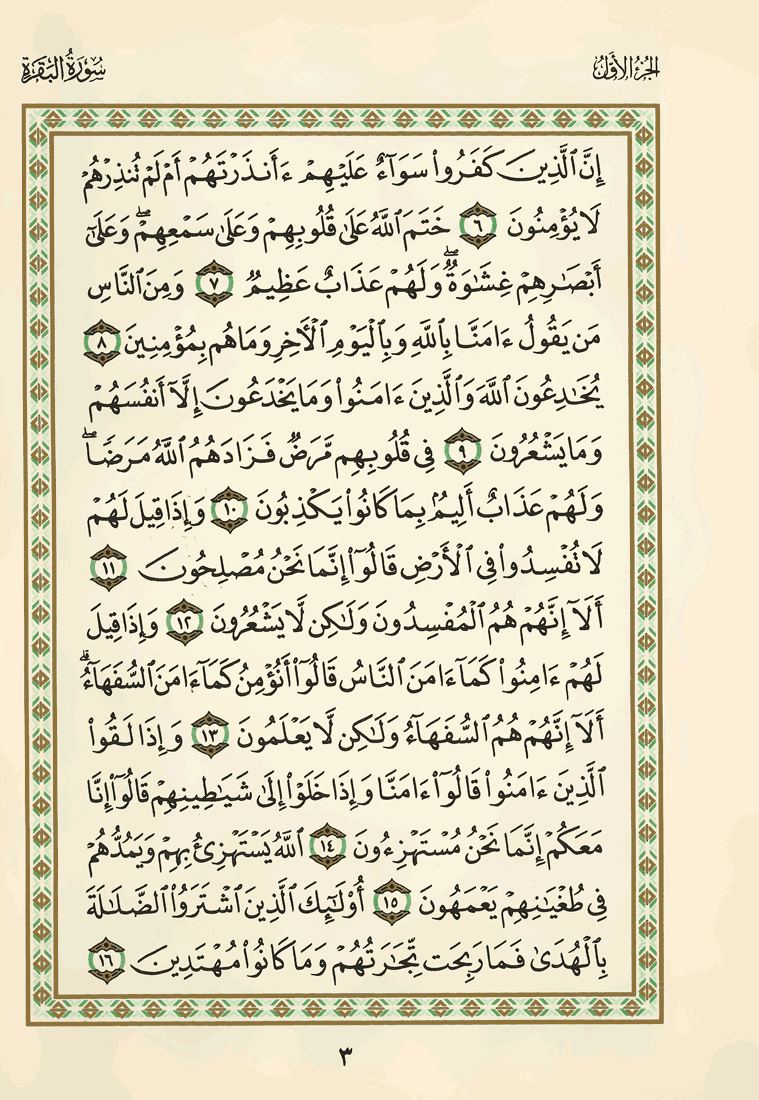 الجزء الأول
سورة البقرة
إِنَّ ٱلَّذِينَ كَفَرُوا۟ سَوَآءٌ عَلَيْهِمْ ءَأَنذَرْتَهُمْ أَمْ لَمْ تُنذِرْهُمْ
لَا يُؤْمِنُونَ ٦ خَتَمَ ٱللَّهُ عَلَىٰ قُلُوبِهِمْ وَعَلَىٰ سَمْعِهِمْ ۖ وَعَلَىٰٓ
أَبْصَٰرِهِمْ غِشَٰوَةٌ ۖ وَلَهُمْ عَذَابٌ عَظِيمٌ ٧ وَمِنَ ٱلنَّاسِ
مَن يَقُولُ ءَامَنَّا بِٱللَّهِ وَبِٱلْيَوْمِ ٱلْـَٔاخِرِ وَمَا هُم بِمُؤْمِنِينَ ٨
يُخَٰدِعُونَ ٱللَّهَ وَٱلَّذِينَ ءَامَنُوا۟ وَمَا يَخْدَعُونَ إِلَّآ أَنفُسَهُمْ
وَمَا يَشْعُرُونَ ٩ فِى قُلُوبِهِم مَّرَضٌ فَزَادَهُمُ ٱللَّهُ مَرَضًا ۖ
وَلَهُمْ عَذَابٌ أَلِيمٌۢ بِمَا كَانُوا۟ يَكْذِبُونَ ١٠ وَإِذَا قِيلَ لَهُمْ
لَا تُفْسِدُوا۟ فِى ٱلْأَرْضِ قَالُوٓا۟ إِنَّمَا نَحْنُ مُصْلِحُونَ ١١
أَلَآ إِنَّهُمْ هُمُ ٱلْمُفْسِدُونَ وَلَٰكِن لَّا يَشْعُرُونَ ١٢ وَإِذَا قِيلَ
لَهُمْ ءَامِنُوا۟ كَمَآ ءَامَنَ ٱلنَّاسُ قَالُوٓا۟ أَنُؤْمِنُ كَمَآ ءَامَنَ ٱلسُّفَهَآءُ ۗ
أَلَآ إِنَّهُمْ هُمُ ٱلسُّفَهَآءُ وَلَٰكِن لَّا يَعْلَمُونَ ١٣ وَإِذَا لَقُوا۟
ٱلَّذِينَ ءَامَنُوا۟ قَالُوٓا۟ ءَامَنَّا وَإِذَا خَلَوْا۟ إِلَىٰ شَيَٰطِينِهِمْ قَالُوٓا۟ إِنَّا
مَعَكُمْ إِنَّمَا نَحْنُ مُسْتَهْزِءُونَ ١٤ ٱللَّهُ يَسْتَهْزِئُ بِهِمْ وَيَمُدُّهُمْ
فِى طُغْيَٰنِهِمْ يَعْمَهُونَ ١٥ أُو۟لَٰٓئِكَ ٱلَّذِينَ ٱشْتَرَوُا۟ ٱلضَّلَٰلَةَ
بِٱلْهُدَىٰ فَمَا رَبِحَت تِّجَٰرَتُهُمْ وَمَا كَانُوا۟ مُهْتَدِينَ ١٦
٣